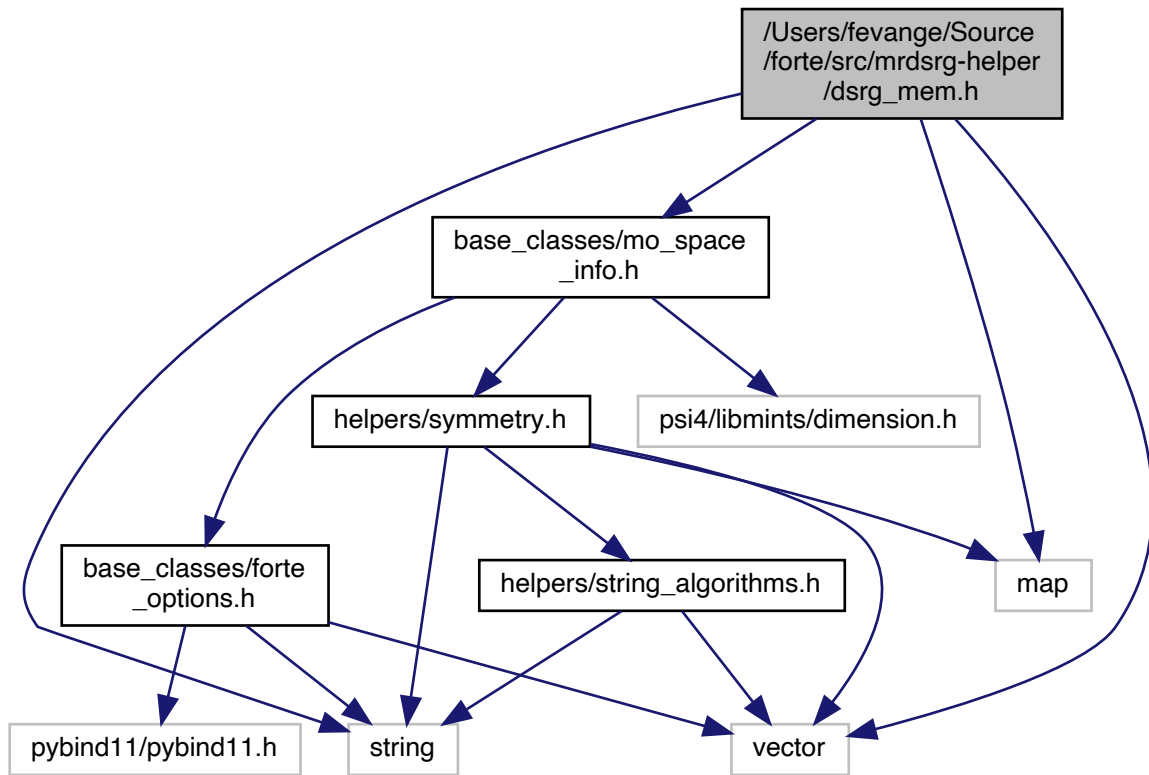 /Users/fevange/Source
/forte/src/mrdsrg-helper
/dsrg_mem.h
base_classes/mo_space
_info.h
helpers/symmetry.h
psi4/libmints/dimension.h
base_classes/forte
_options.h
helpers/string_algorithms.h
map
pybind11/pybind11.h
string
vector